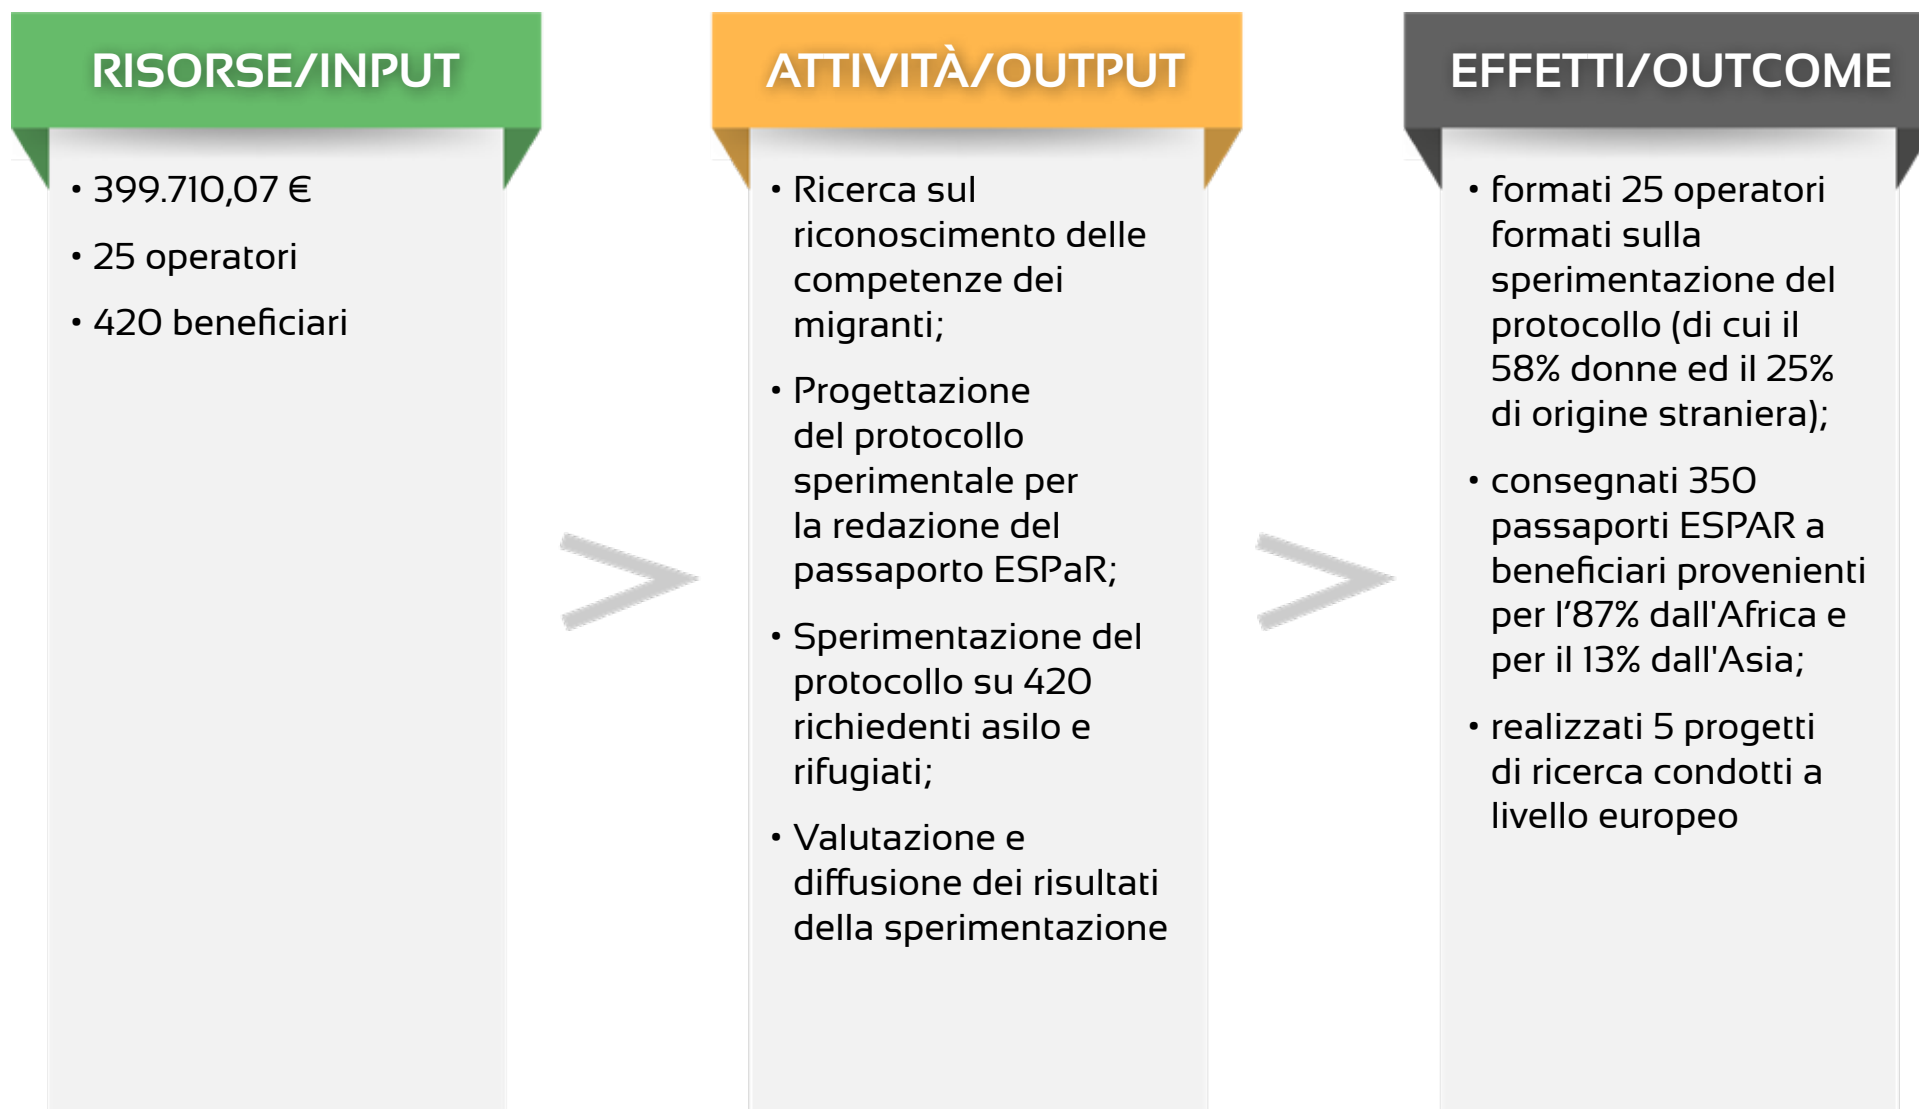 RISORSE/INPUT
• 399.710,07 €
• 25 operatori
• 420 beneficiari
ATTIVITÀ/OUTPUT
• Ricerca sul
riconoscimento delle
competenze dei
migranti;
• Progettazione
del protocollo
sperimentale per
la redazione del
passaporto ESPaR;
• Sperimentazione del
protocollo su 420
richiedenti asilo e
rifugiati;
• Valutazione e
diffusione dei risultati
della sperimentazione
EFFETTI/OUTCOME
• formati 25 operatori
formati sulla
sperimentazione del
protocollo (di cui il
58% donne ed il 25%
di origine straniera);
• consegnati 350
passaporti ESPAR a
beneficiari provenienti
per l’87% dall'Africa e
per il 13% dall'Asia;
• realizzati 5 progetti
di ricerca condotti a
livello europeo